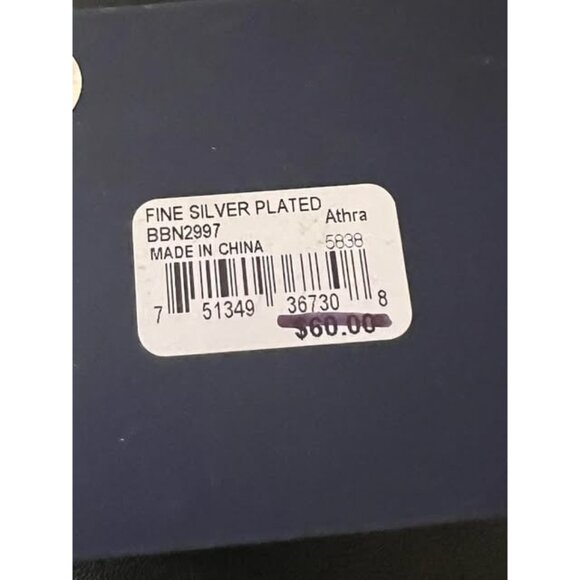 FINE SILVER PLATED
Athra
BBN2997
5838
MADE IN CHINA
7 51349 36730 8
$60.00